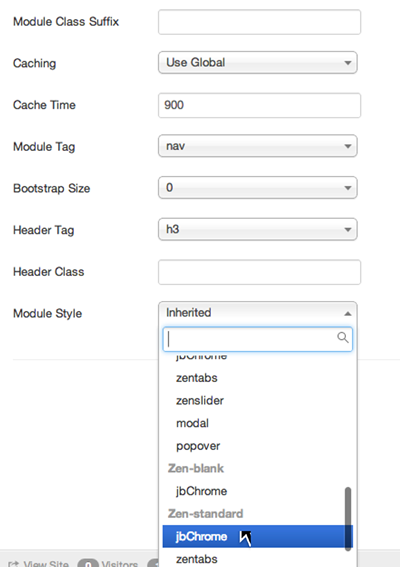 Module Class Suffix
Caching Use Global
Cache Time 900
Module Tag nav
Bootstrap Size 0
Header Tag h3
Header Class
Module Style Inherited
jbChrome
zentabs
zenslider
modal
popover
Zen-blank
jbChrome
Zen-standard
jbChrome
zentabs
View Site 0 Visitors